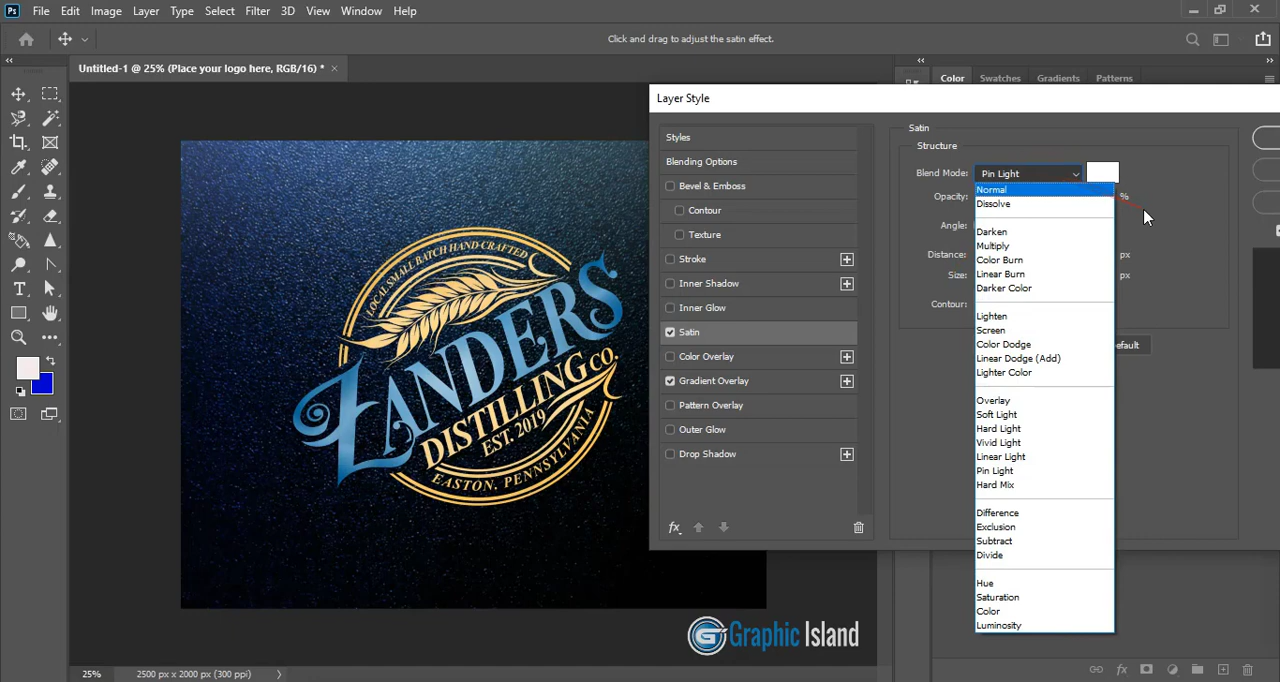 Ps File Edit Image Layer Type Select Filter 3D View Window Help
Click and drag to adjust the satin effect.
Untitled-1 @ 25% (Place your logo here, RGB/16) *
Color Swatches Gradients Patterns
Layer Style
Styles
Blending Options
Bevel & Emboss
Contour
Texture
Stroke
Inner Shadow
Inner Glow
Satin
Color Overlay
Gradient Overlay
Pattern Overlay
Outer Glow
Drop Shadow
fx
Satin
Structure
Blend Mode: Pin Light
Opacity: %
Angle:
Distance: px
Size: px
Contour:
efault
Normal
Dissolve
Darken
Multiply
Color Burn
Linear Burn
Darker Color
Lighten
Screen
Color Dodge
Linear Dodge (Add)
Lighter Color
Overlay
Soft Light
Hard Light
Vivid Light
Linear Light
Pin Light
Hard Mix
Difference
Exclusion
Subtract
Divide
Hue
Saturation
Color
Luminosity
LOCAL SMALL BATCH HAND CRAFTED
LANDERS
DISTILLING CO.
EST. 2019
EASTON, PENNSYLVANIA
G Graphic Island
25% 2500 px x 2000 px (300 ppi)
fx